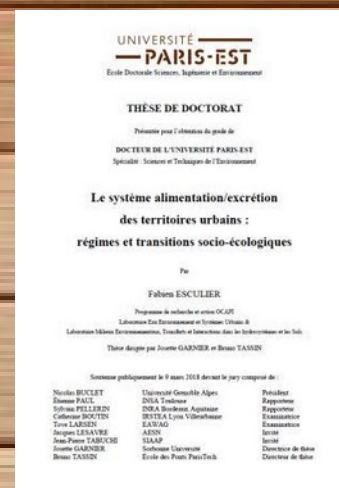 UNIVERSITÉ
PARIS-EST
École Doctorale Sciences, Ingénierie et Environnement
THÈSE DE DOCTORAT
Présentée pour l'obtention du grade de
DOCTEUR DE L'UNIVERSITÉ PARIS-EST
Spécialité : Sciences et Techniques de l'Environnement
Le système alimentation/excrétion
des territoires urbains :
régimes et transitions socio-écologiques
Par
Fabien ESCULIER
Programme de recherche et action OCAPI
Laboratoire Eau Environnement et Systèmes Urbains &
Laboratoire Milieux Environnementaux, Transferts et Interactions dans les hydrosystèmes et les Sols
Thèse dirigée par Josette GARNIER et Bruno TASSIN
Soutenue publiquement le 9 mars 2018 devant le jury composé de :
Nicolas BUCLET Université Grenoble Alpes Président
Étienne PAUL INSA Toulouse Rapporteur
Sylvain PELLERIN INRA Bordeaux Aquitaine Rapporteur
Catherine BOUTIN IRSTEA Lyon Villeurbanne Examinatrice
Tove LARSEN EAWAG Examinatrice
Jacques LESAVRE AESN Invité
Jean-Pierre TABUCHI SIAAP Invité
Josette GARNIER Sorbonne Université Directrice de thèse
Bruno TASSIN École des Ponts ParisTech Directeur de thèse